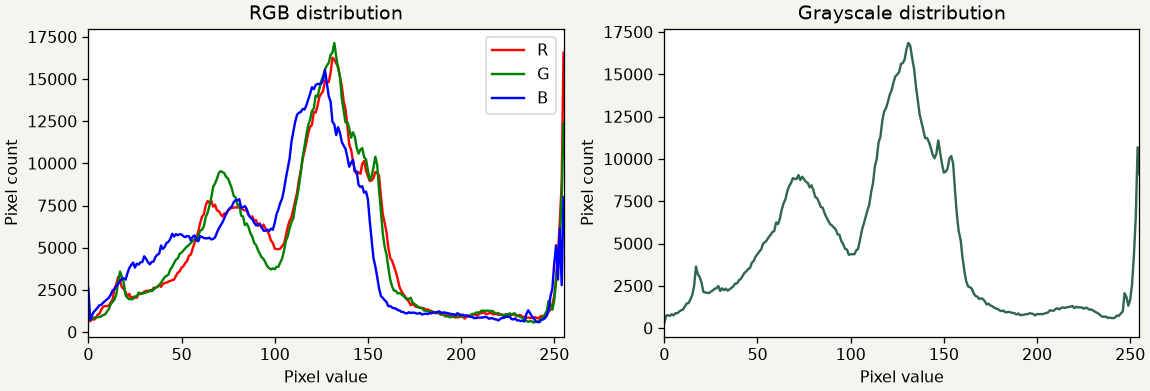 RGB distribution
17500
15000
12500
10000
7500
5000
2500
0
Pixel count
0 50 100 150 200 250
Pixel value
R
G
B
Grayscale distribution
17500
15000
12500
10000
7500
5000
2500
0
Pixel count
0 50 100 150 200 250
Pixel value